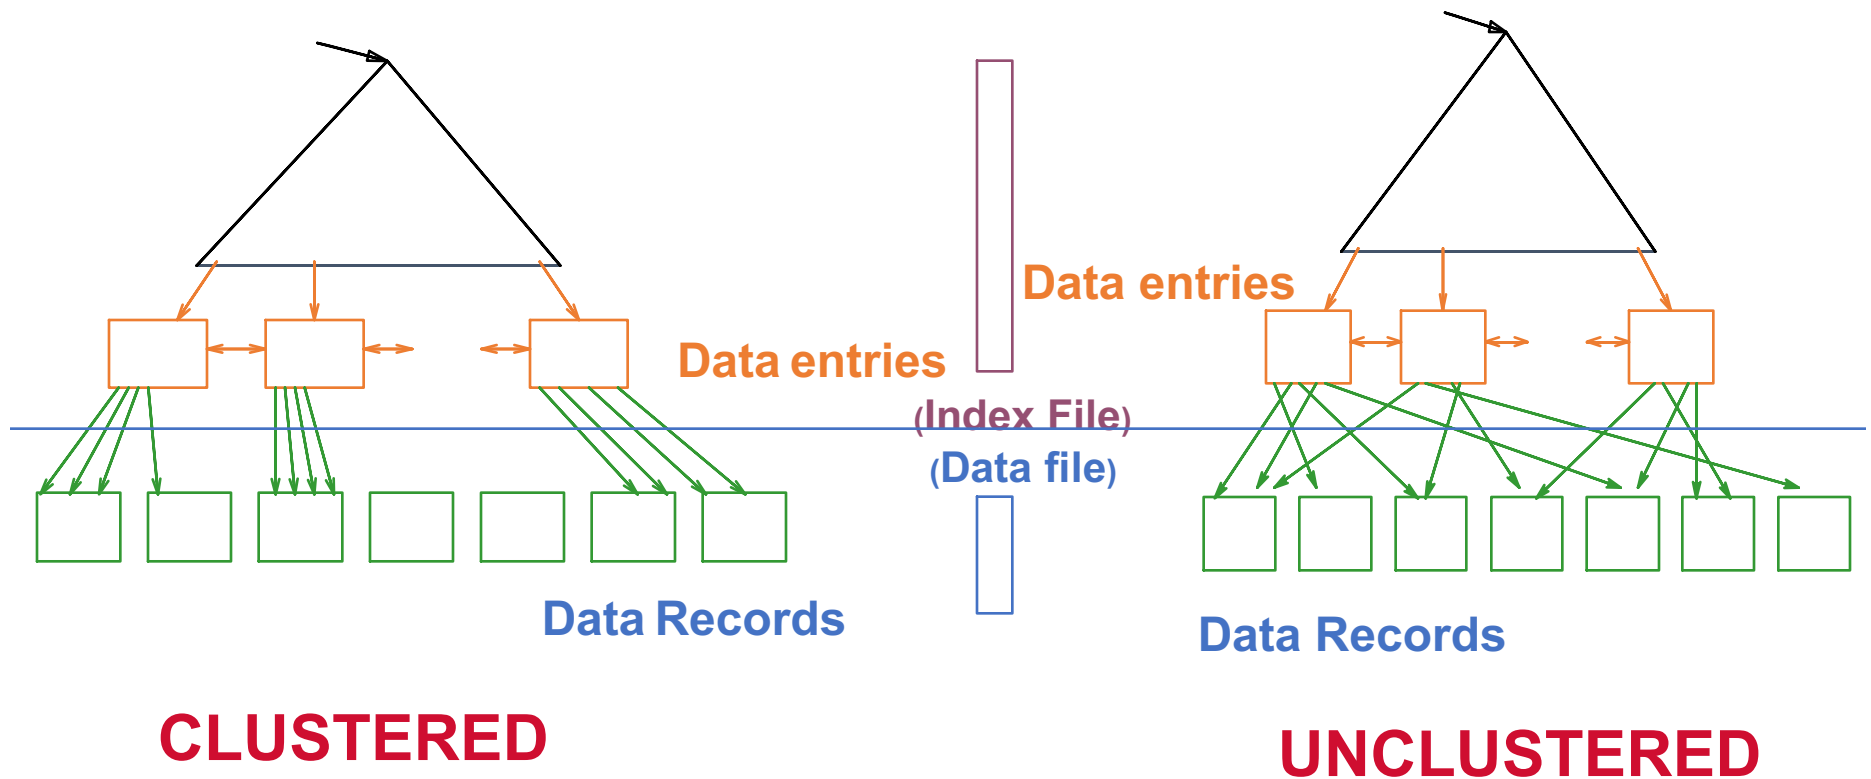 Data entries
Data entries
(Index File)
(Data file)
Data Records
Data Records
CLUSTERED
UNCLUSTERED